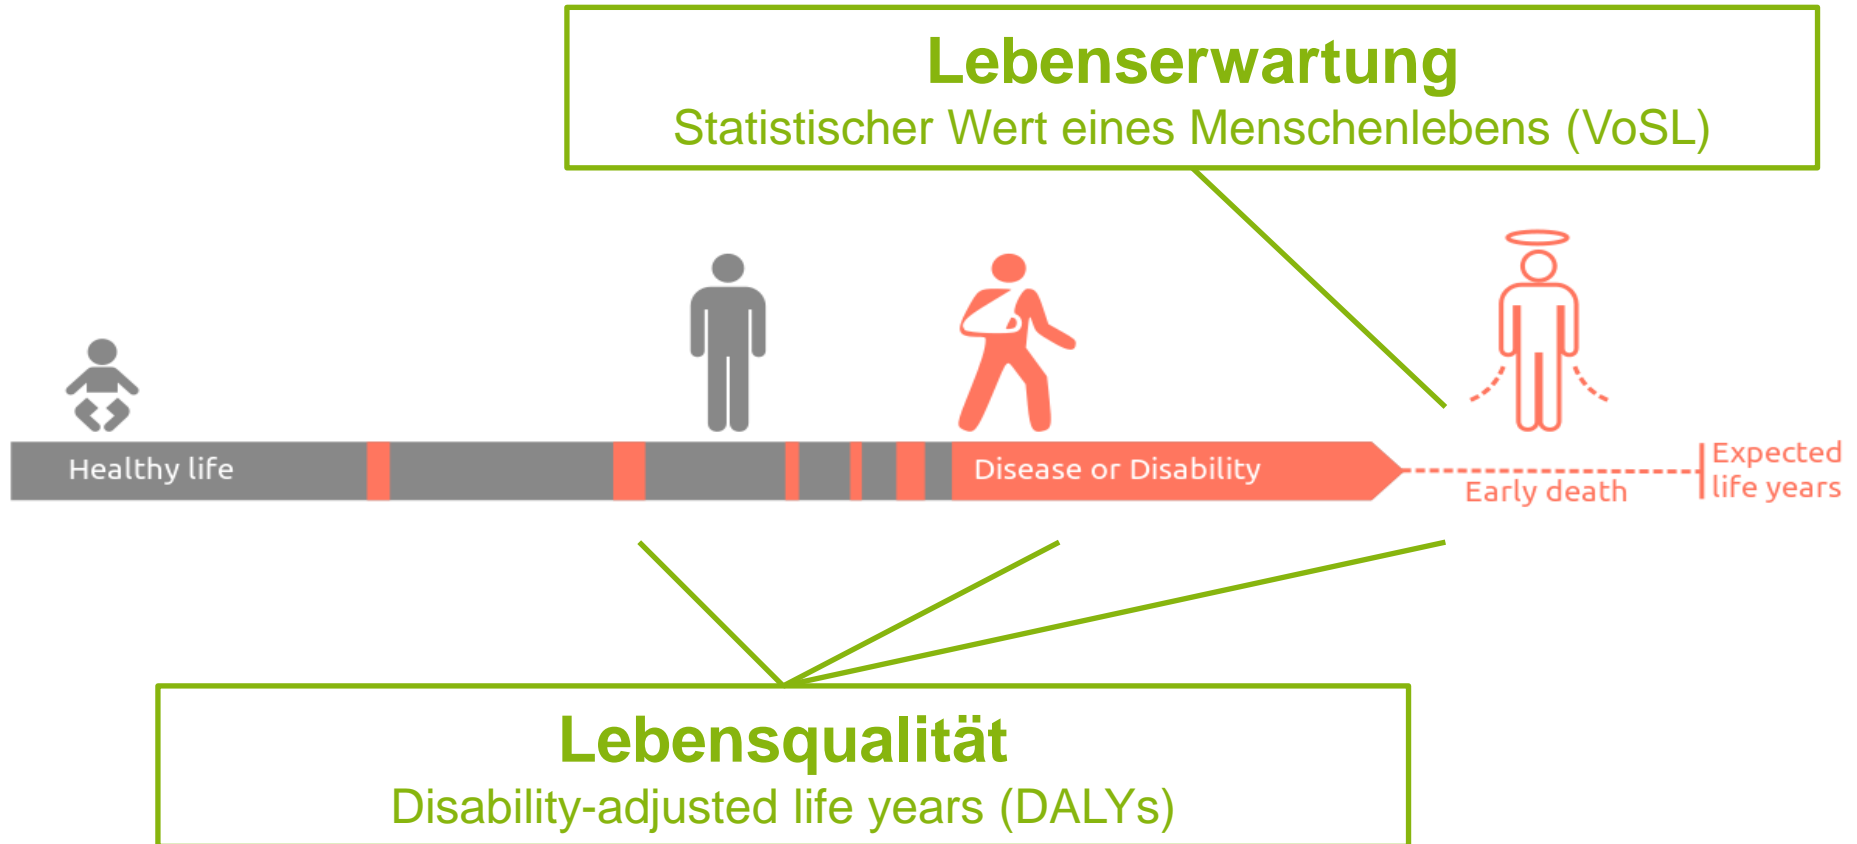 Lebenserwartung
Statistischer Wert eines Menschenlebens (VoSL)
Healthy life
Disease or Disability
Early death
Expected
life years
Lebensqualität
Disability-adjusted life years (DALYs)